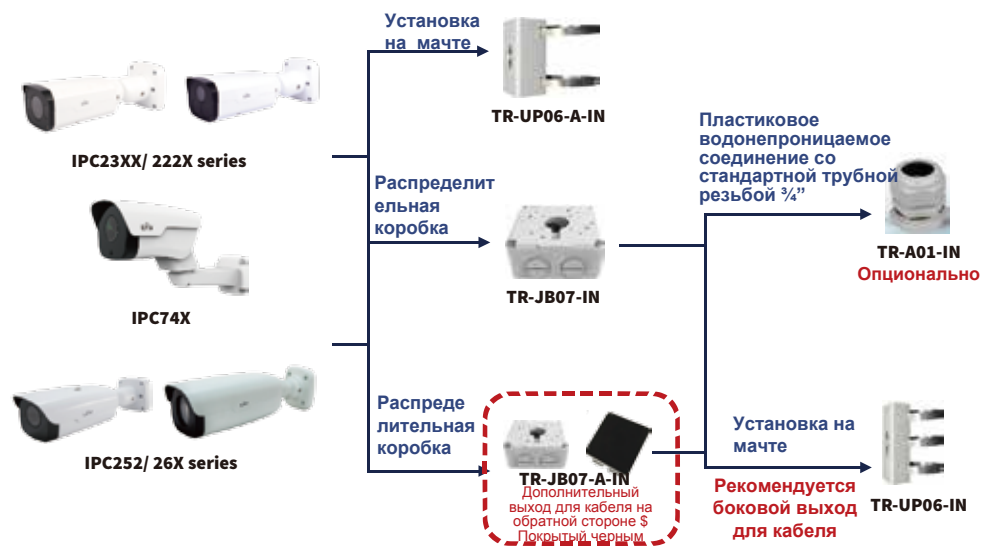 Установка
на мачте
TR-UP06-A-IN
IPC23XX/ 222X series
Пластиковое
водонепроницаемое
соединение со
стандартной трубной
резьбой ¾”
Распределит
ельная
коробка
TR-JB07-IN
TR-A01-IN
Опционально
IPC74X
Распреде
лительная
коробка
IPC252/ 26X series
TR-JB07-A-IN
Дополнительный
выход для кабеля на
обратной стороне $
Покрытый черным
Установка на
мачте
Рекомендуется
боковой выход
для кабеля
TR-UP06-IN